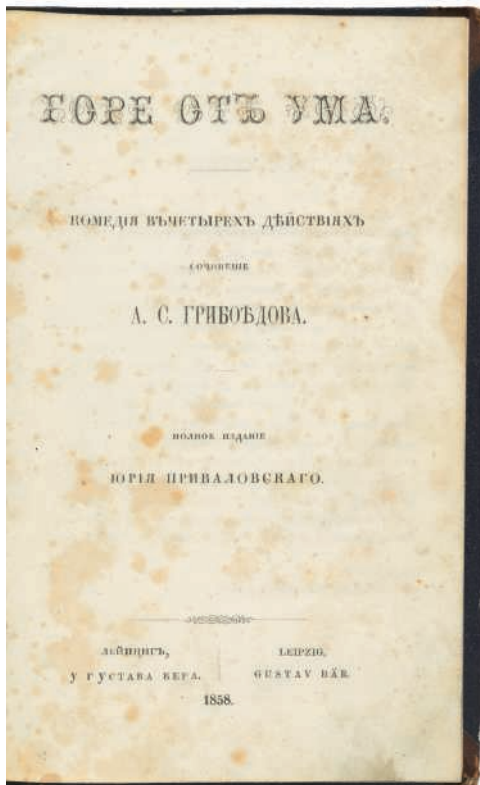 ГОРЕ ОТЪ УМА.
КОМЕДІЯ ВЪ ЧЕТЫРЕХЪ ДѢЙСТВІЯХЪ
СОЧИНЕНІЕ
А. С. ГРИБОѢДОВА.
ПОЛНОЕ ИЗДАНІЕ
ЮРІЯ ПРИВАЛОВСКАГО.
ЛЕЙПЦИГЪ,
У ГУСТАВА БЕРА.
LEIPZIG,
GUSTAV BÄR.
1858.